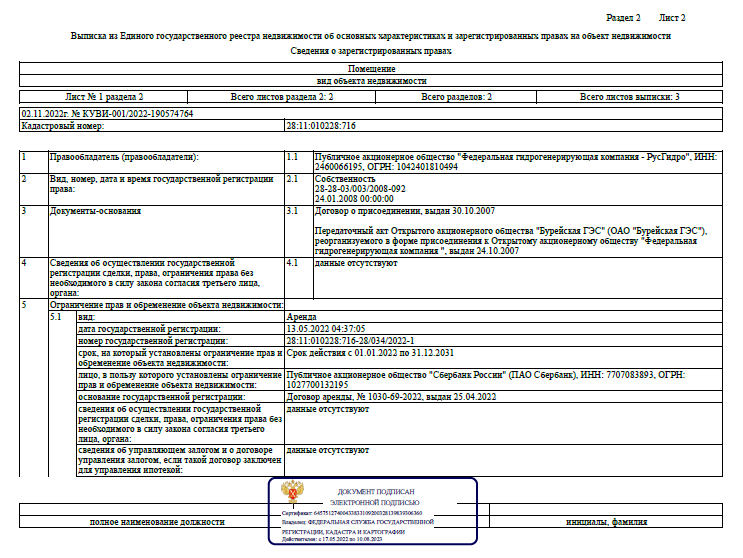 Раздел 2 Лист 2
Выписка из Единого государственного реестра недвижимости об основных характеристиках и зарегистрированных правах на объект недвижимости
Сведения о зарегистрированных правах
Помещение
вид объекта недвижимости
Лист № 1 раздела 2 Всего листов раздела 2: 2 Всего разделов: 2 Всего листов выписки: 3
02.11.2022г. № КУВИ-001/2022-190574764
Кадастровый номер: 28:11:010228:716
1 Правообладатель (правообладатели): 1.1 Публичное акционерное общество "Федеральная гидрогенерирующая компания - РусГидро", ИНН:
2460066195, ОГРН: 1042401810494
2 Вид, номер, дата и время государственной регистрации
права:
2.1 Собственность
28-28-03/003/2008-092
24.01.2008 00:00:00
3 Документы-основания 3.1 Договор о присоединении, выдан 30.10.2007
Передаточный акт Открытого акционерного общества "Бурейская ГЭС" (ОАО "Бурейская ГЭС"),
реорганизуемого в форме присоединения к Открытому акционерному обществу "Федеральная
гидрогенерирующая компания ", выдан 24.10.2007
4 Сведения об осуществлении государственной
регистрации сделки, права, ограничения права без
необходимого в силу закона согласия третьего лица,
органа:
4.1 данные отсутствуют
5 Ограничение прав и обременение объекта недвижимости:
5.1 вид: Аренда
дата государственной регистрации: 13.05.2022 04:37:05
номер государственной регистрации: 28:11:010228:716-28/034/2022-1
срок, на который установлены ограничение прав и
обременение объекта недвижимости:
Срок действия с 01.01.2022 по 31.12.2031
лицо, в пользу которого установлены ограничение
прав и обременение объекта недвижимости:
Публичное акционерное общество "Сбербанк России" (ПАО Сбербанк), ИНН: 7707083893, ОГРН:
1027700132195
основание государственной регистрации: Договор аренды, № 1030-69-2022, выдан 25.04.2022
сведения об осуществлении государственной
регистрации сделки, права, ограничения права без
необходимого в силу закона согласия третьего
лица, органа:
данные отсутствуют
сведения об управляющем залогом и о договоре
управления залогом, если такой договор заключен
для управления ипотекой:
данные отсутствуют
ДОКУМЕНТ ПОДПИСАН
ЭЛЕКТРОННОЙ ПОДПИСЬЮ
Сертификат:
Владелец: ФЕДЕРАЛЬНАЯ СЛУЖБА ГОСУДАРСТВЕННОЙ
РЕГИСТРАЦИИ, КАДАСТРА И КАРТОГРАФИИ
Действителен: с 17.05.2022 по 10.08.2023
полное наименование должности инициалы, фамилия